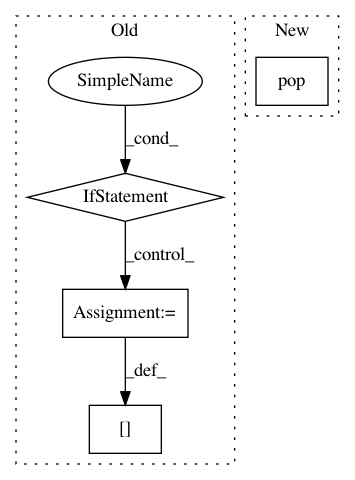 Old
New
SimpleName
pop
_cond_
IfStatement
_control_
Assignment:=
_def_
[]